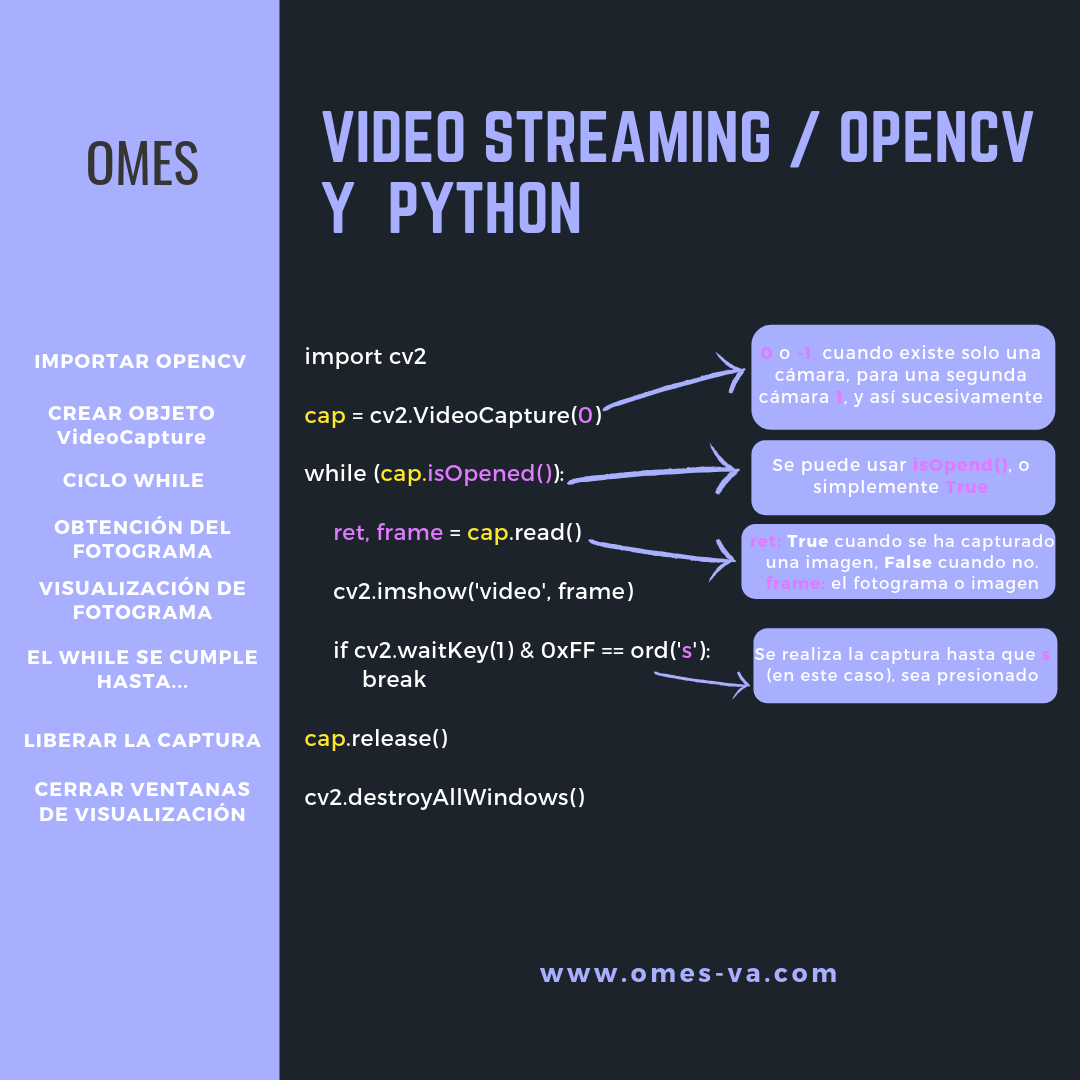 OMES
VIDEO STREAMING / OPENCV
Y PYTHON
IMPORTAR OPENCV
import cv2
0 o -1, cuando existe solo una
cámara, para una segunda
cámara 1, y así sucesivamente
CREAR OBJETO
VideoCapture
cap = cv2.VideoCapture(0)
CICLO WHILE
while (cap.isOpened()):
Se puede usar isOpend(), o
simplemente True
OBTENCIÓN DEL
FOTOGRAMA
ret, frame = cap.read()
ret: True cuando se ha capturado
una imagen, False cuando no.
frame: el fotograma o imagen
VISUALIZACIÓN DE
FOTOGRAMA
cv2.imshow('video', frame)
EL WHILE SE CUMPLE
HASTA...
if cv2.waitKey(1) & 0xFF == ord('s'):
break
Se realiza la captura hasta que s
(en este caso), sea presionado
LIBERAR LA CAPTURA
cap.release()
CERRAR VENTANAS
DE VISUALIZACIÓN
cv2.destroyAllWindows()
www.omes-va.com